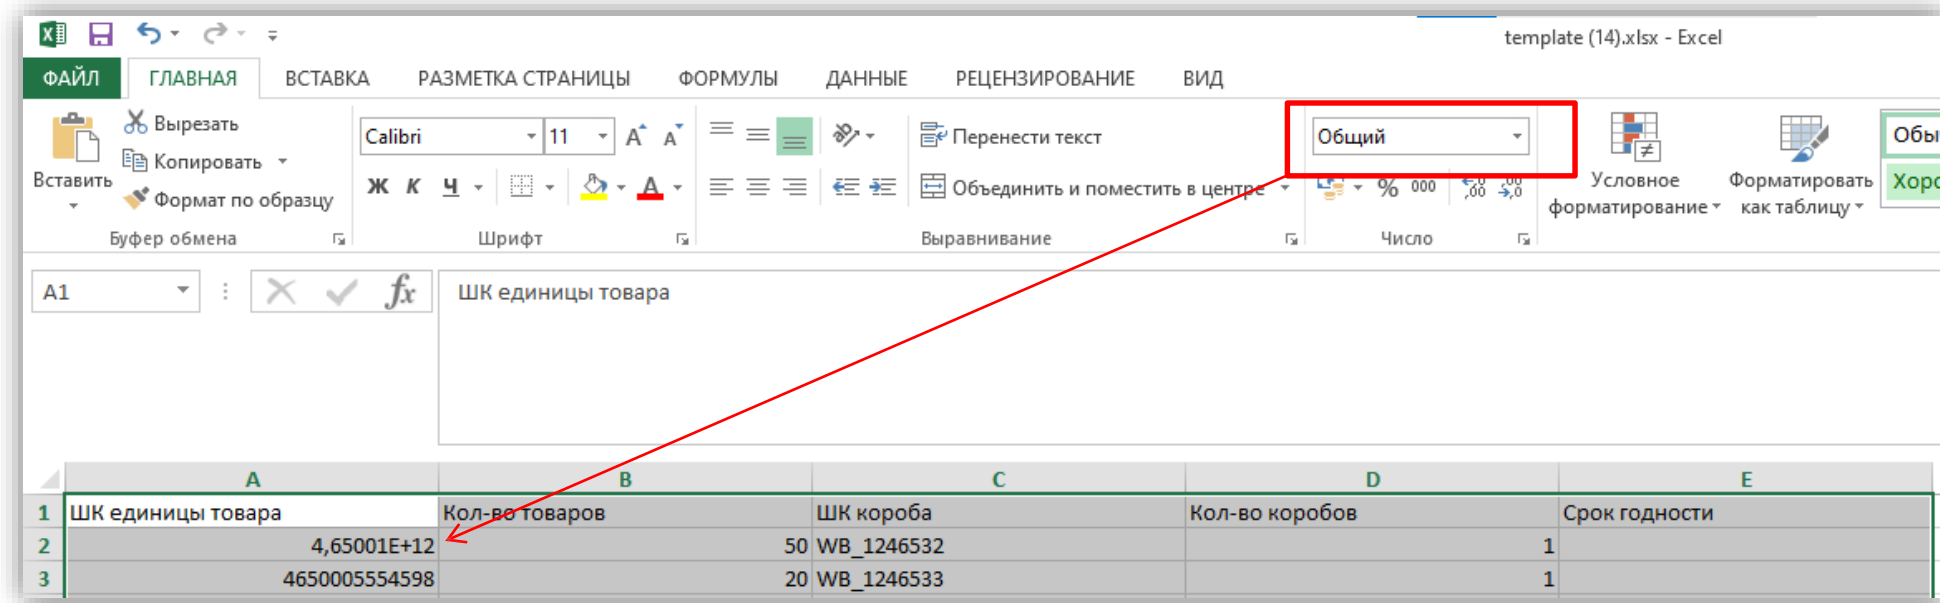 template (14).xlsx - Excel
ФАЙЛ ГЛАВНАЯ ВСТАВКА РАЗМЕТКА СТРАНИЦЫ ФОРМУЛЫ ДАННЫЕ РЕЦЕНЗИРОВАНИЕ ВИД
Вставить
Вырезать
Копировать
Формат по образцу
Буфер обмена
Calibri 11
Ж К Ч
Шрифт
Перенести текст
Объединить и поместить в центре
Выравнивание
Общий
% 000
Число
Условное
форматирование
Форматировать
как таблицу
A1 fx ШК единицы товара
A B C D E
1 ШК единицы товара Кол-во товаров ШК короба Кол-во коробов Срок годности
2 4,65001E+12 50 WB_1246532 1
3 4650005554598 20 WB_1246533 1